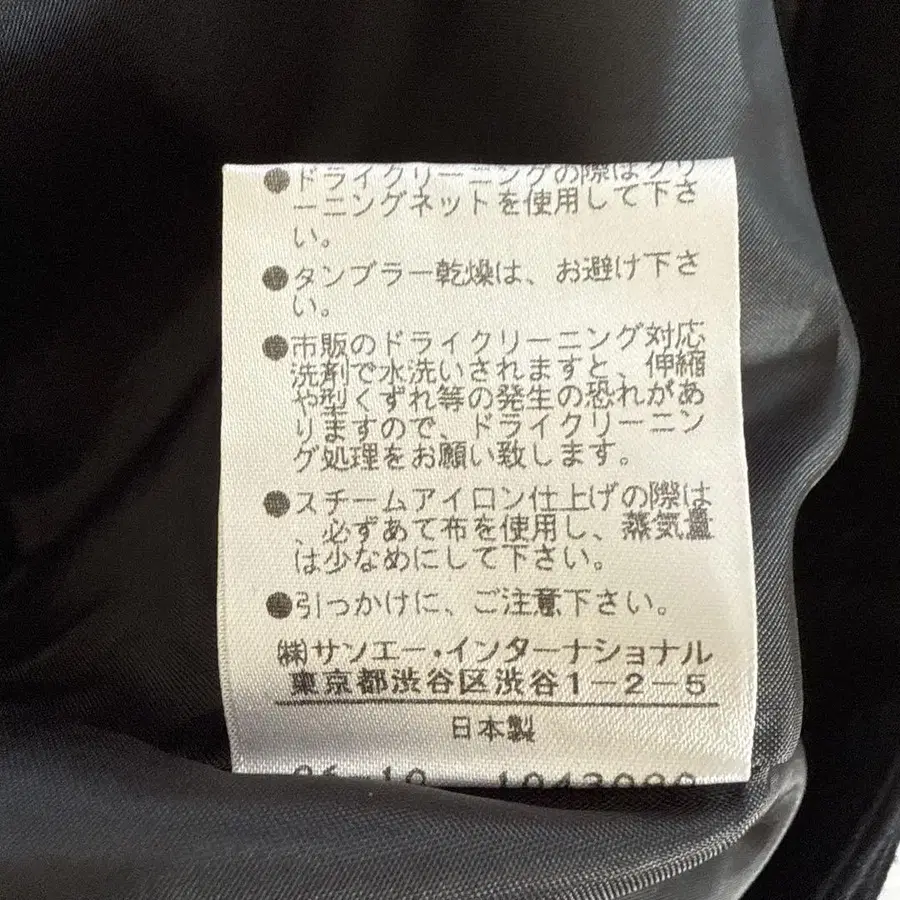 ●ドライクリーニングの際はクリ
ーニングネットを使用して下さ
い。
●タンブラー乾燥は、お避け下さ
い。
●市販のドライクリーニング対応
洗剤で水洗いされますと、伸縮
や型くずれ等の発生の恐れがあ
りますので、ドライクリーニン
グ処理をお願い致します。
●スチームアイロン仕上げの際は
、必ずあて布を使用し、蒸気量
は少なめにして下さい。
●引っかけに、ご注意下さい。
㈱サンエー・インターナショナル
東京都渋谷区渋谷1-2-5
日本製